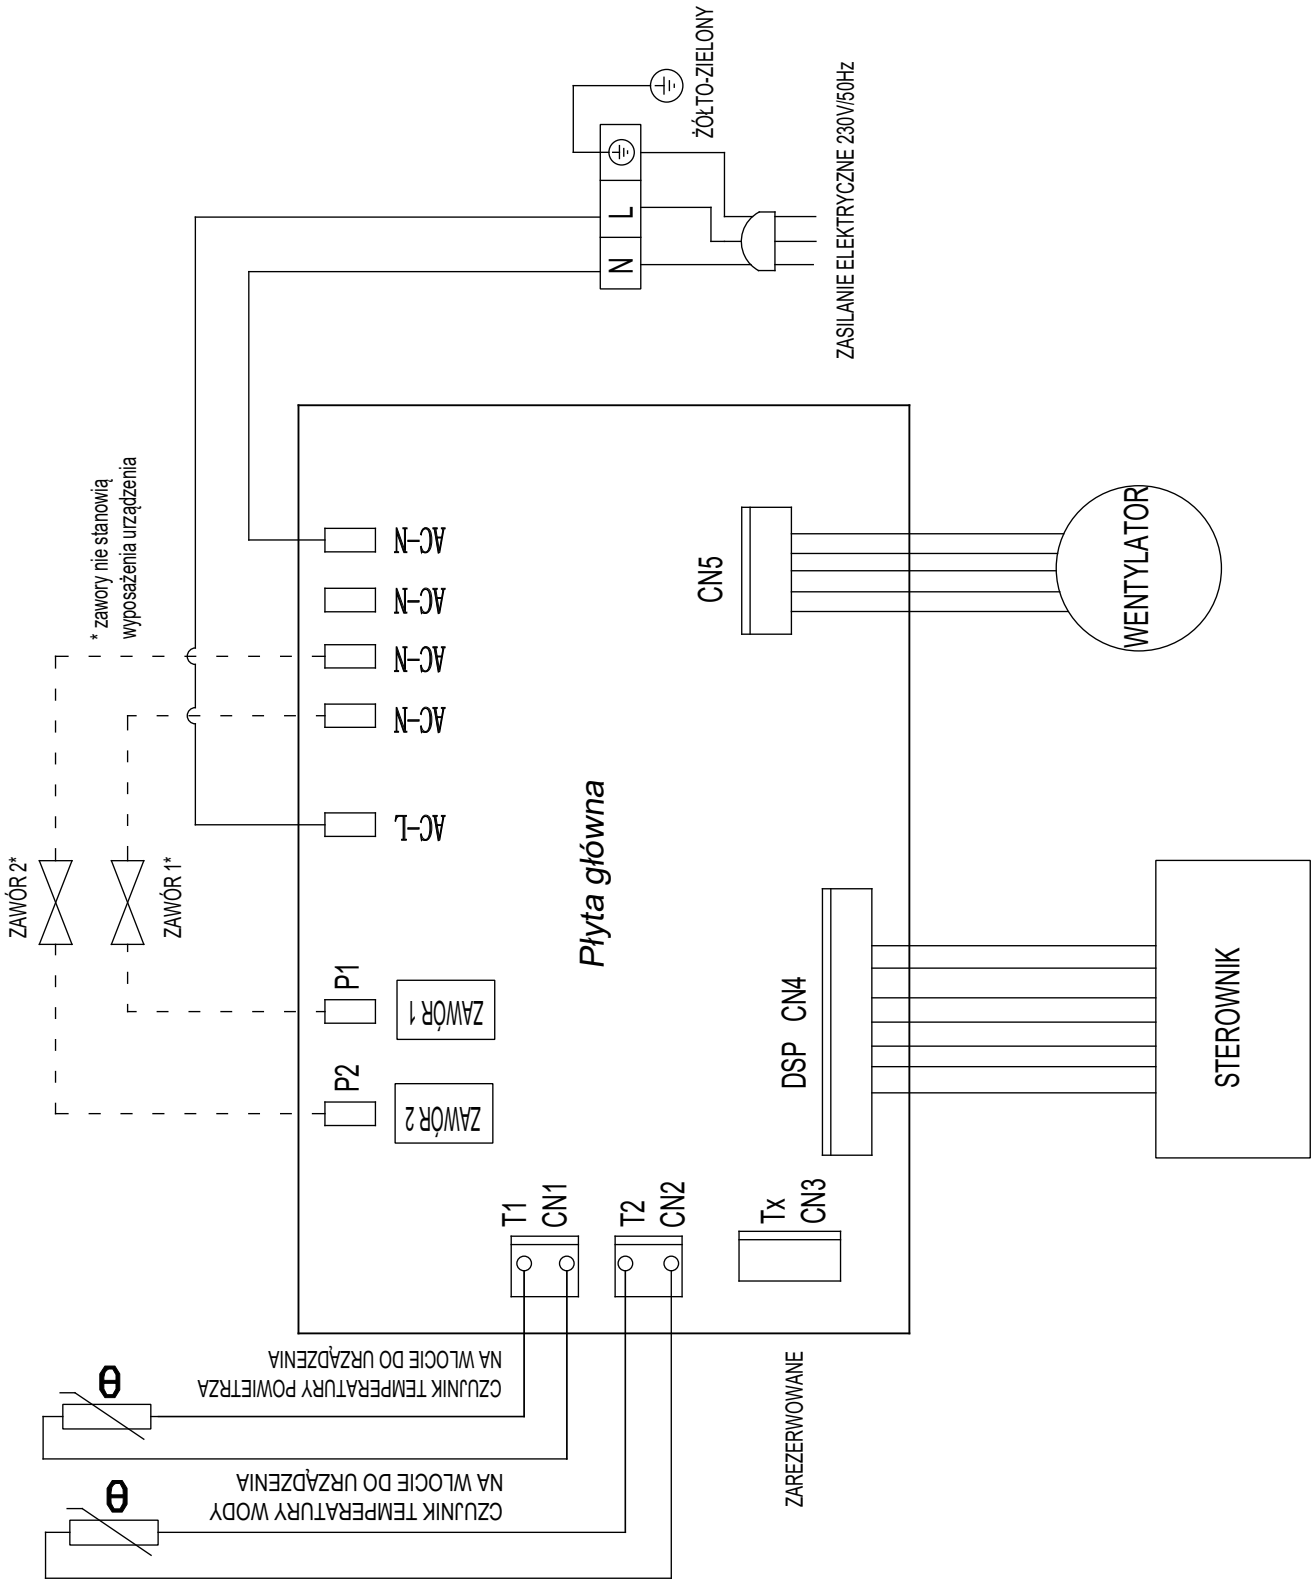 ŻÓŁTO-ZIELONY
N
L
ZASILANIE ELEKTRYCZNE 230V/50Hz
* zawory nie stanowią
wyposażenia urządzenia
ZAWÓR 2*
ZAWÓR 1*
AC-N
AC-N
AC-N
AC-N
AC-L
P1
ZAWÓR 1
P2
ZAWÓR 2
Płyta główna
CN5
WENTYLATOR
DSP CN4
STEROWNIK
T1
CN1
T2
CN2
Tx
CN3
ZAREZERWOWANE
θ
CZUJNIK TEMPERATURY POWIETRZA
NA WLOCIE DO URZĄDZENIA
θ
CZUJNIK TEMPERATURY WODY
NA WLOCIE DO URZĄDZENIA